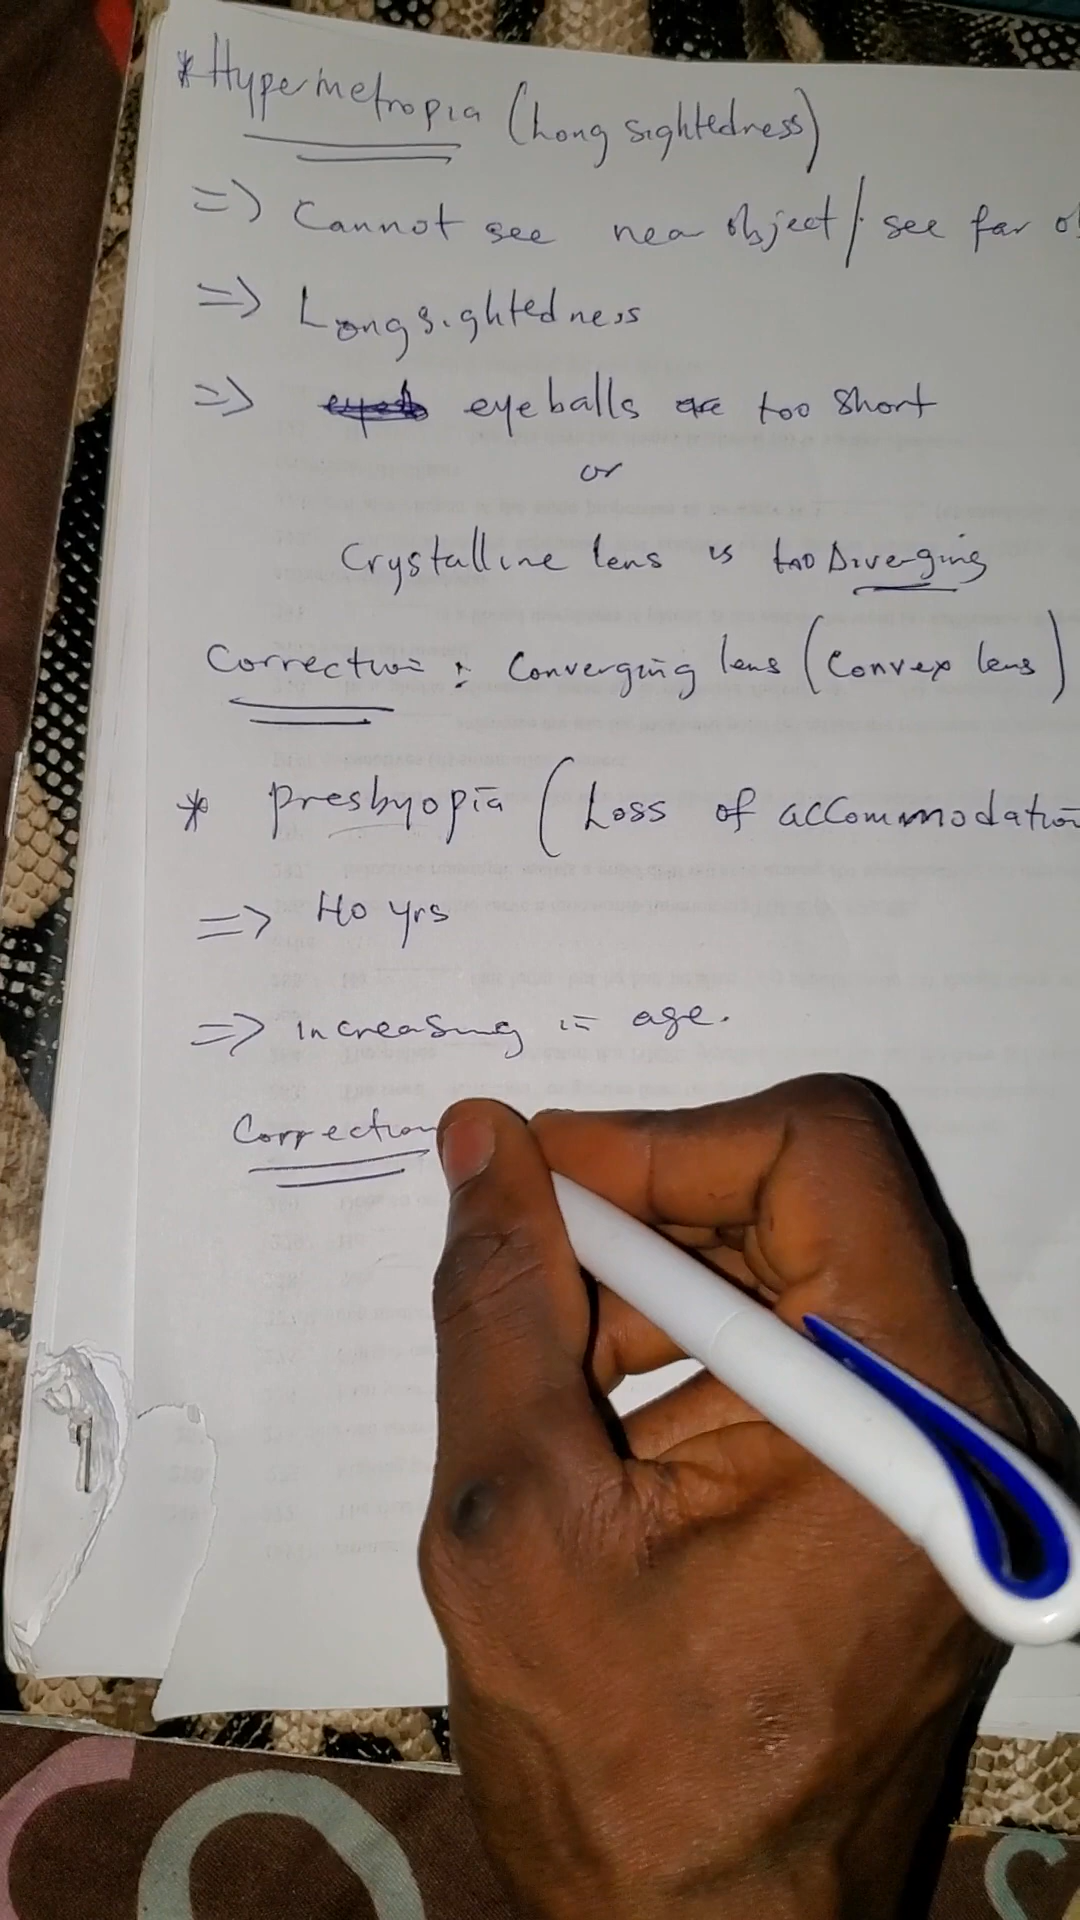 * Hypermetropia (Long sightedness)
=> Cannot see near object / see far
=> Longsightedness
=> eyeballs are too short
or
Crystalline lens is too Diverging
Correction : Converging lens (Convex lens)
* Presbyopia (Loss of accommodation
=> 40 yrs
=> increasing in age.
Correction